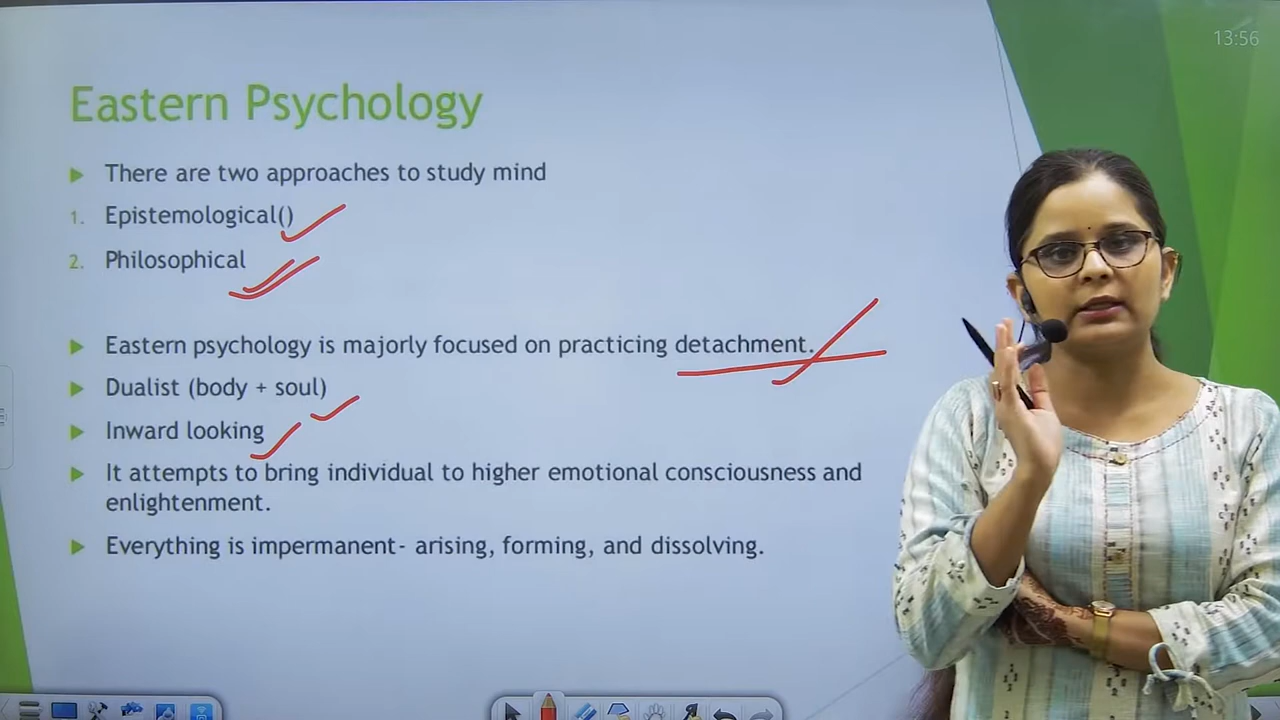 13:56
Eastern Psychology
There are two approaches to study mind
1. Epistemological()
2. Philosophical
Eastern psychology is majorly focused on practicing detachment.
Dualist (body + soul)
Inward looking
It attempts to bring individual to higher emotional consciousness and
enlightenment.
Everything is impermanent- arising, forming, and dissolving.